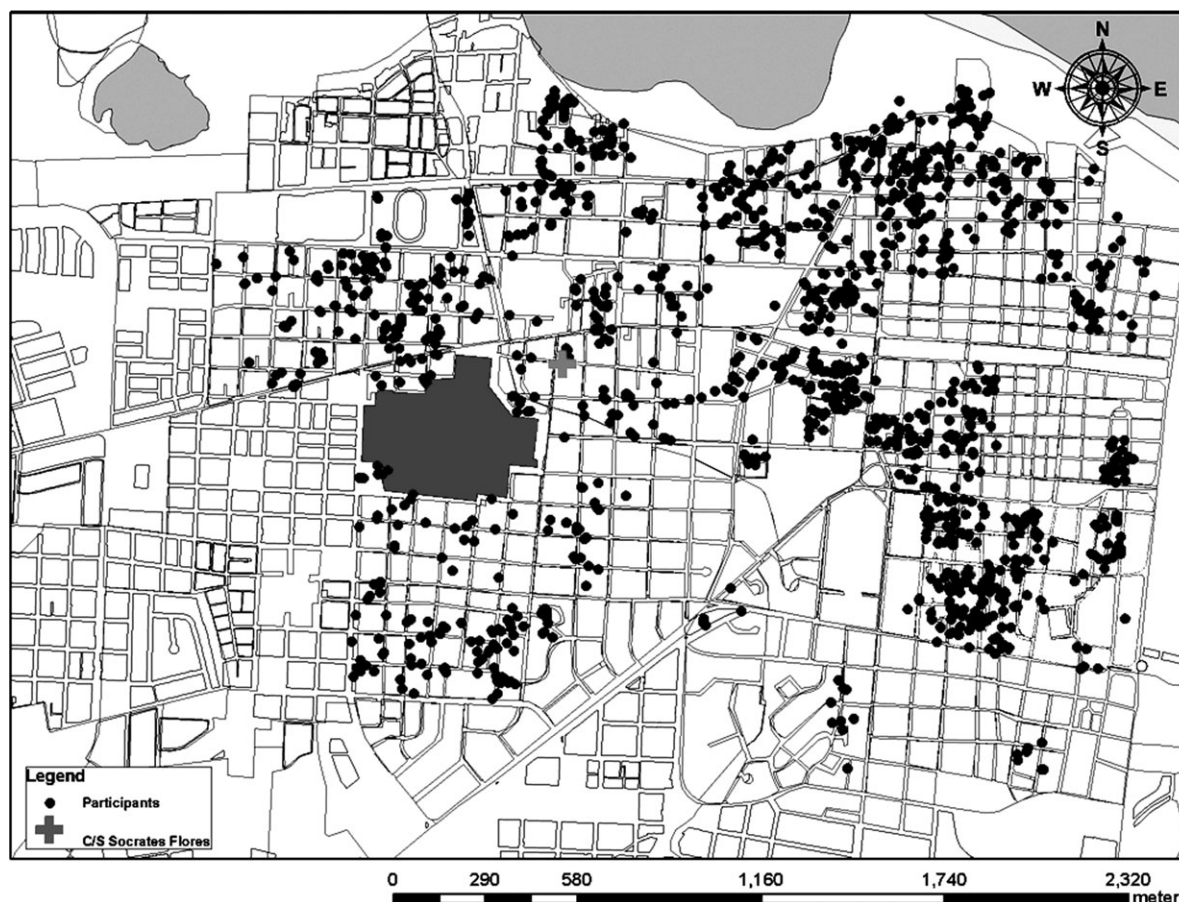 N
W E
S
Legend
Participants
C/S Socrates Flores
0 290 580 1,160 1,740 2,320
meter